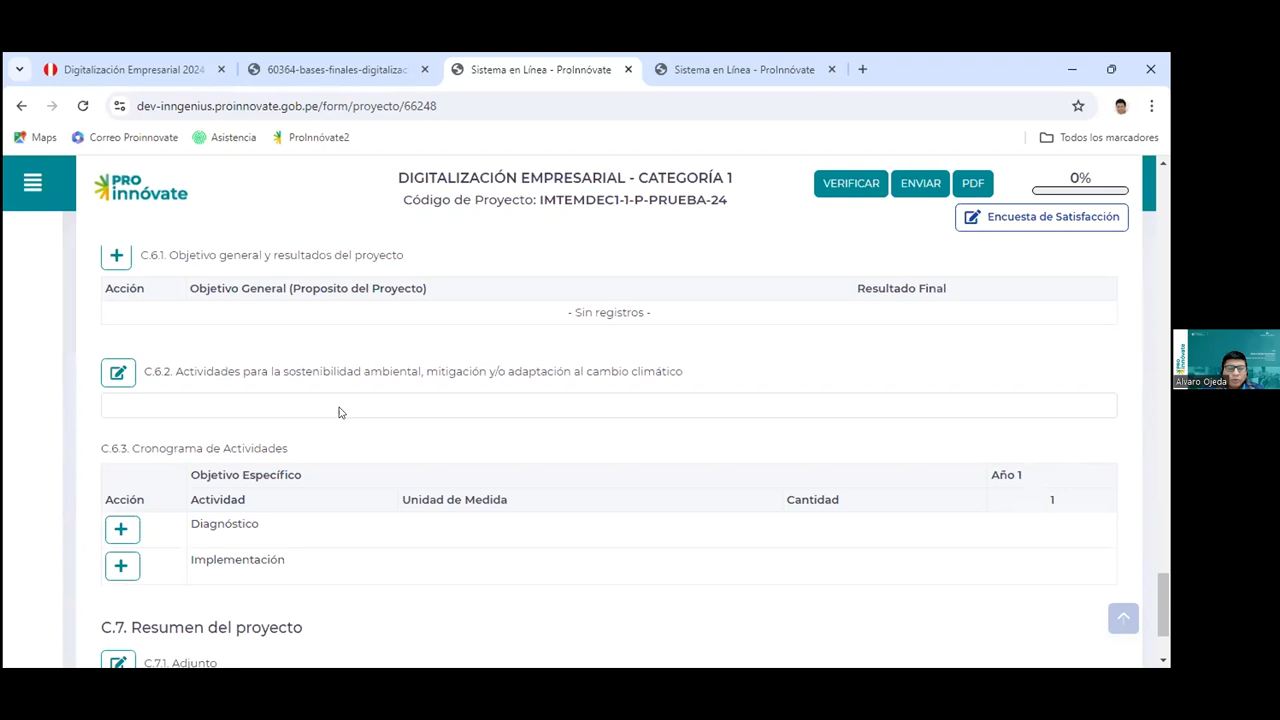 Digitalización Empresarial 2024
60364-bases-finales-digitalizac
Sistema en Línea - ProInnovate
Sistema en Línea - ProInnovate
dev-inngenius.proinnovate.gob.pe/form/proyecto/66248
Maps
Correo Proinnovate
Asistencia
ProInnóvate2
Todos los marcadores
PRO
innóvate
DIGITALIZACIÓN EMPRESARIAL - CATEGORÍA 1
Código de Proyecto: IMTEMDEC1-1-P-PRUEBA-24
VERIFICAR
ENVIAR
PDF
0%
Encuesta de Satisfacción
C.6.1. Objetivo general y resultados del proyecto
Acción Objetivo General (Proposito del Proyecto) Resultado Final
- Sin registros -
C.6.2. Actividades para la sostenibilidad ambiental, mitigación y/o adaptación al cambio climático
C.6.3. Cronograma de Actividades
Objetivo Específico Año 1
Acción Actividad Unidad de Medida Cantidad 1
Diagnóstico
Implementación
C.7. Resumen del proyecto
C.7.1. Adjunto
PRO
innóvate
Alvaro Ojeda